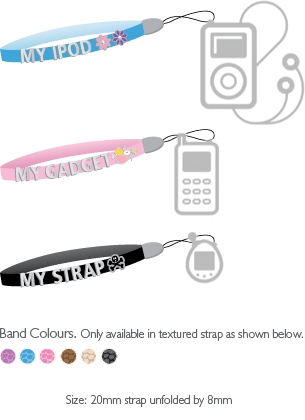 MY IPOD
MY GADGET
MY STRAP
Band Colours. Only available in textured strap as shown below.
Size: 20mm strap unfolded by 8mm